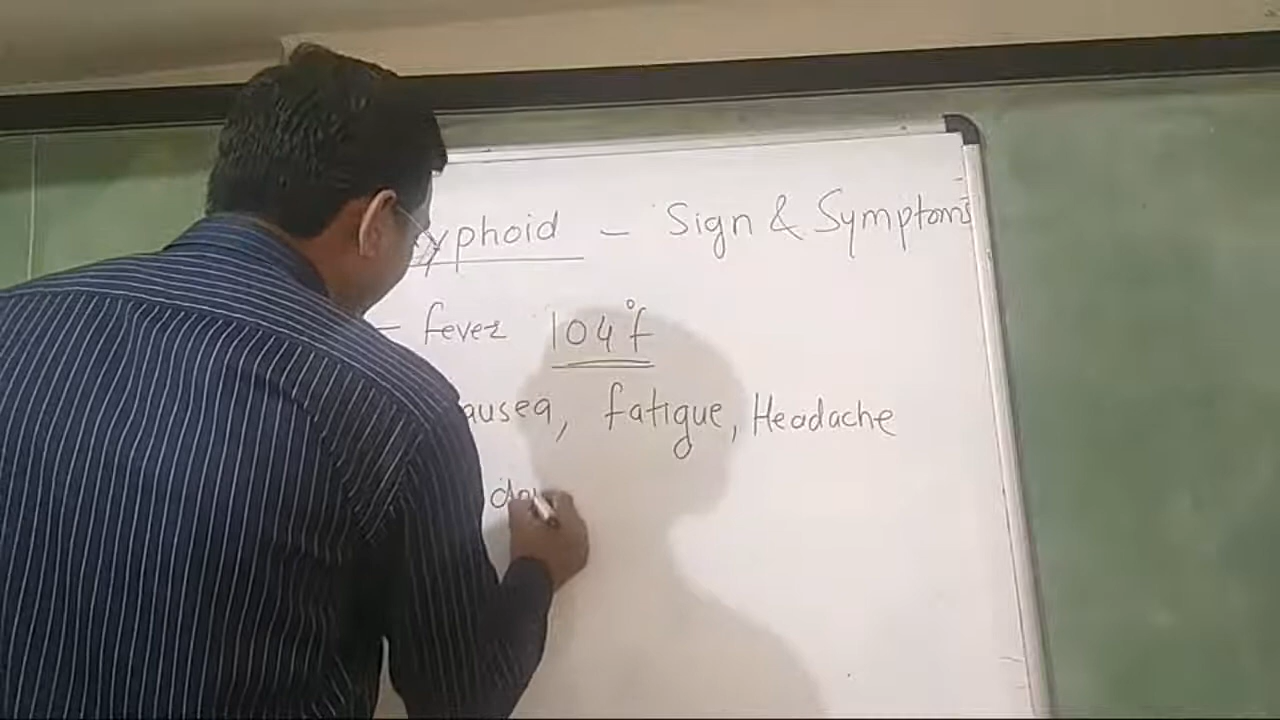 yphoid - Sign & Symptoms
- fever 104°f
ausea, fatigue, Headache